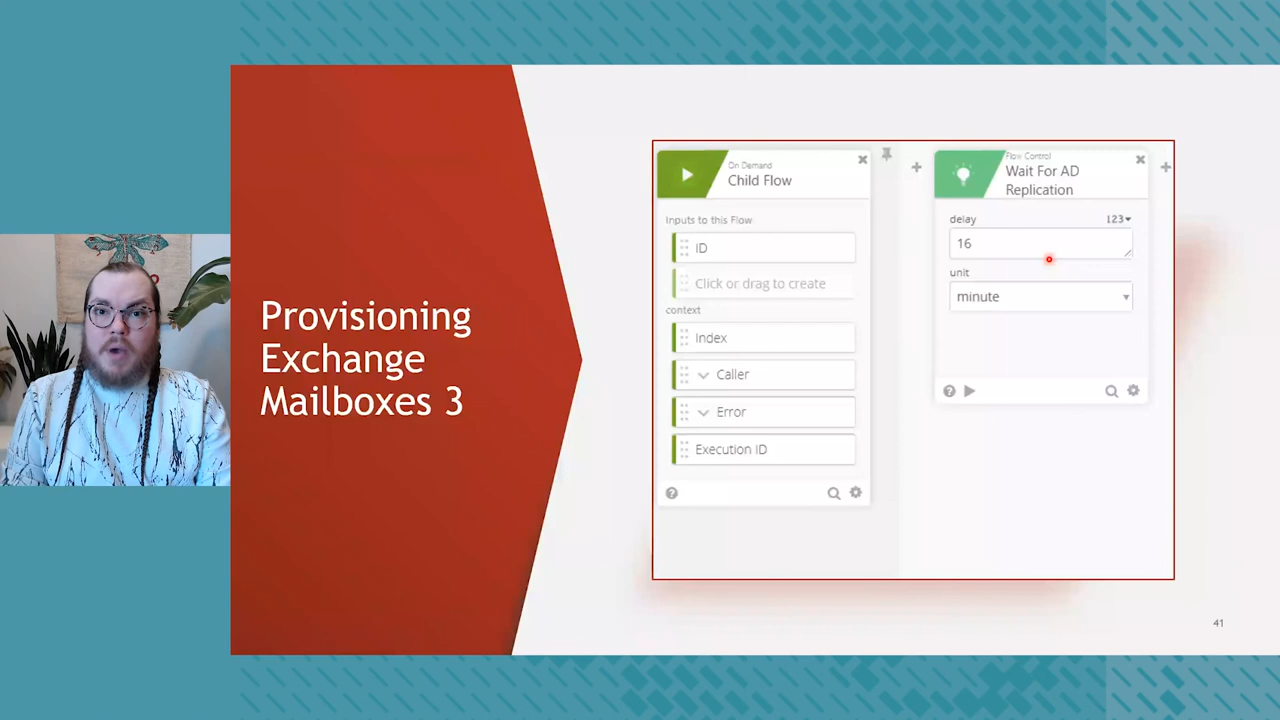 Provisioning
Exchange
Mailboxes 3
On Demand
Child Flow
Inputs to this Flow
ID
Click or drag to create
context
Index
Caller
Error
Execution ID
Flow Control
Wait For AD
Replication
delay
123
16
unit
minute
41